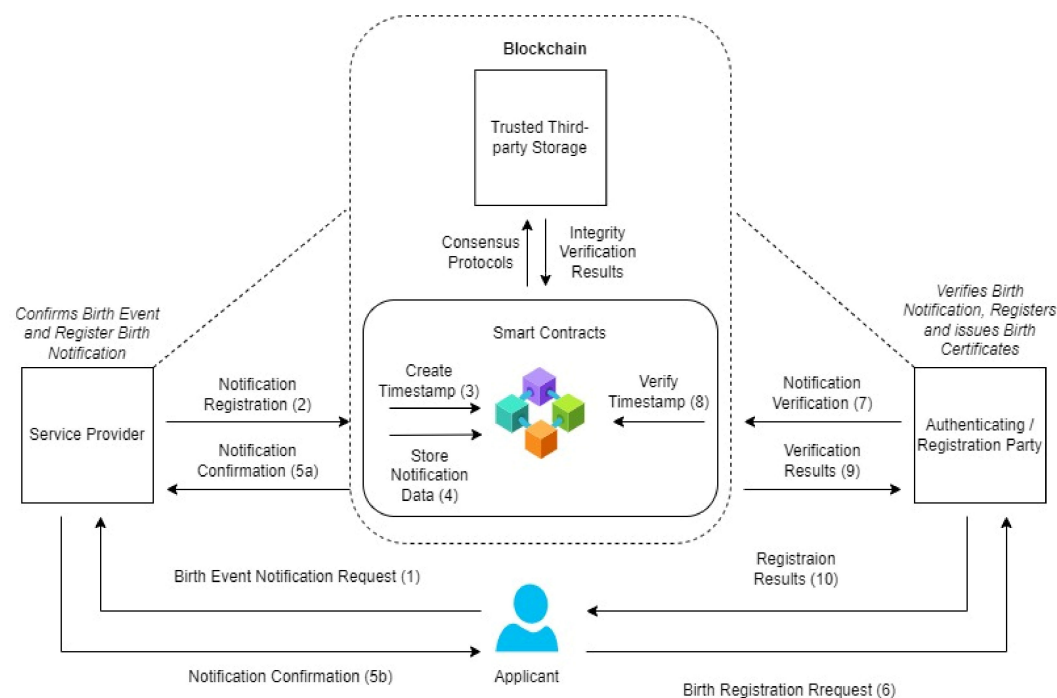 Blockchain
Trusted Third-
party Storage
Consensus
Protocols
Integrity
Verification
Results
Confirms Birth Event
and Register Birth
Notification
Verifies Birth
Notification, Registers
and issues Birth
Certificates
Smart Contracts
Create
Timestamp (3)
Verify
Timestamp (8)
Notification
Registration (2)
Notification
Verification (7)
Service Provider
Authenticating /
Registration Party
Notification
Confirmation (5a)
Store
Notification
Data (4)
Verification
Results (9)
Birth Event Notification Request (1)
Registraion
Results (10)
Notification Confirmation (5b)
Applicant
Birth Registration Rrequest (6)